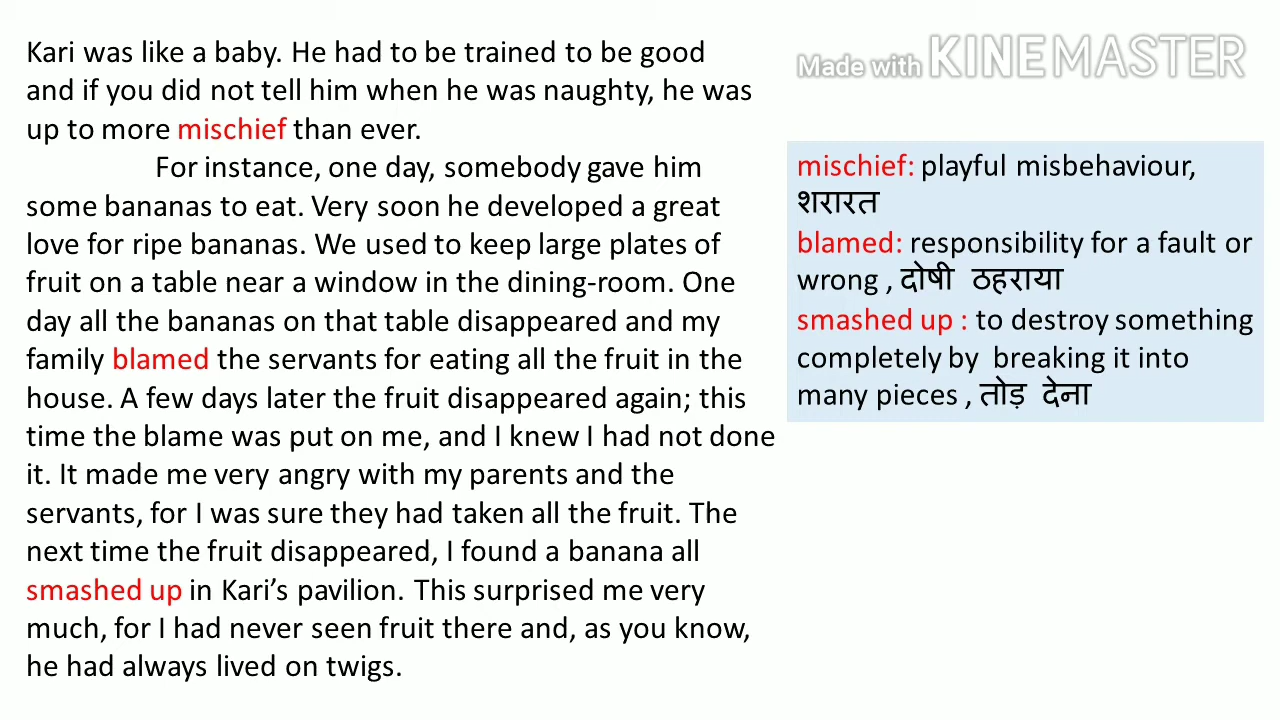 Kari was like a baby. He had to be trained to be good
and if you did not tell him when he was naughty, he was
up to more mischief than ever.
For instance, one day, somebody gave him
some bananas to eat. Very soon he developed a great
love for ripe bananas. We used to keep large plates of
fruit on a table near a window in the dining-room. One
day all the bananas on that table disappeared and my
family blamed the servants for eating all the fruit in the
house. A few days later the fruit disappeared again; this
time the blame was put on me, and I knew I had not done
it. It made me very angry with my parents and the
servants, for I was sure they had taken all the fruit. The
next time the fruit disappeared, I found a banana all
smashed up in Kari’s pavilion. This surprised me very
much, for I had never seen fruit there and, as you know,
he had always lived on twigs.
Made with KINEMASTER
mischief: playful misbehaviour,
शरारत
blamed: responsibility for a fault or
wrong , दोषी ठहराया
smashed up : to destroy something
completely by breaking it into
many pieces , तोड़ देना